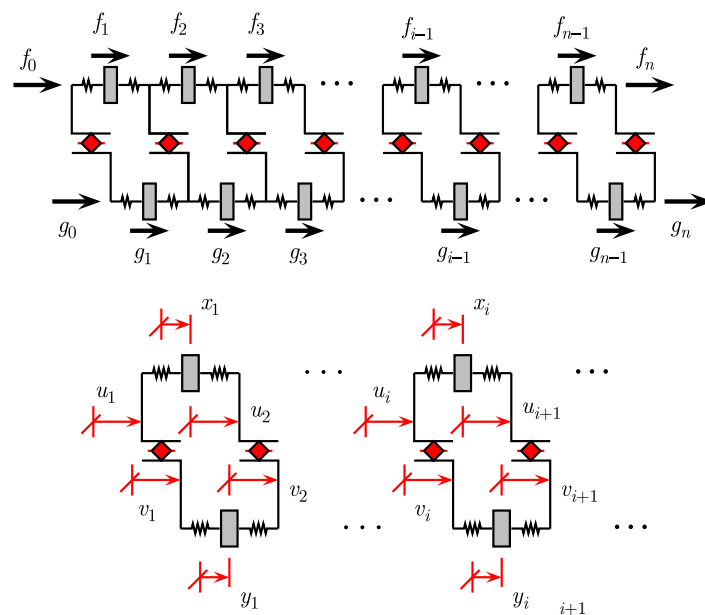 f₁ f₂ f₃ fᵢ₋₁ fₙ₋₁
f₀ ··· ··· fₙ
··· ···
g₀ gₙ
g₁ g₂ g₃ gᵢ₋₁ gₙ₋₁
x₁ xᵢ
··· ···
u₁ u₂ uᵢ uᵢ₊₁
v₁ v₂ vᵢ vᵢ₊₁
··· ···
y₁ yᵢ ᵢ₊₁